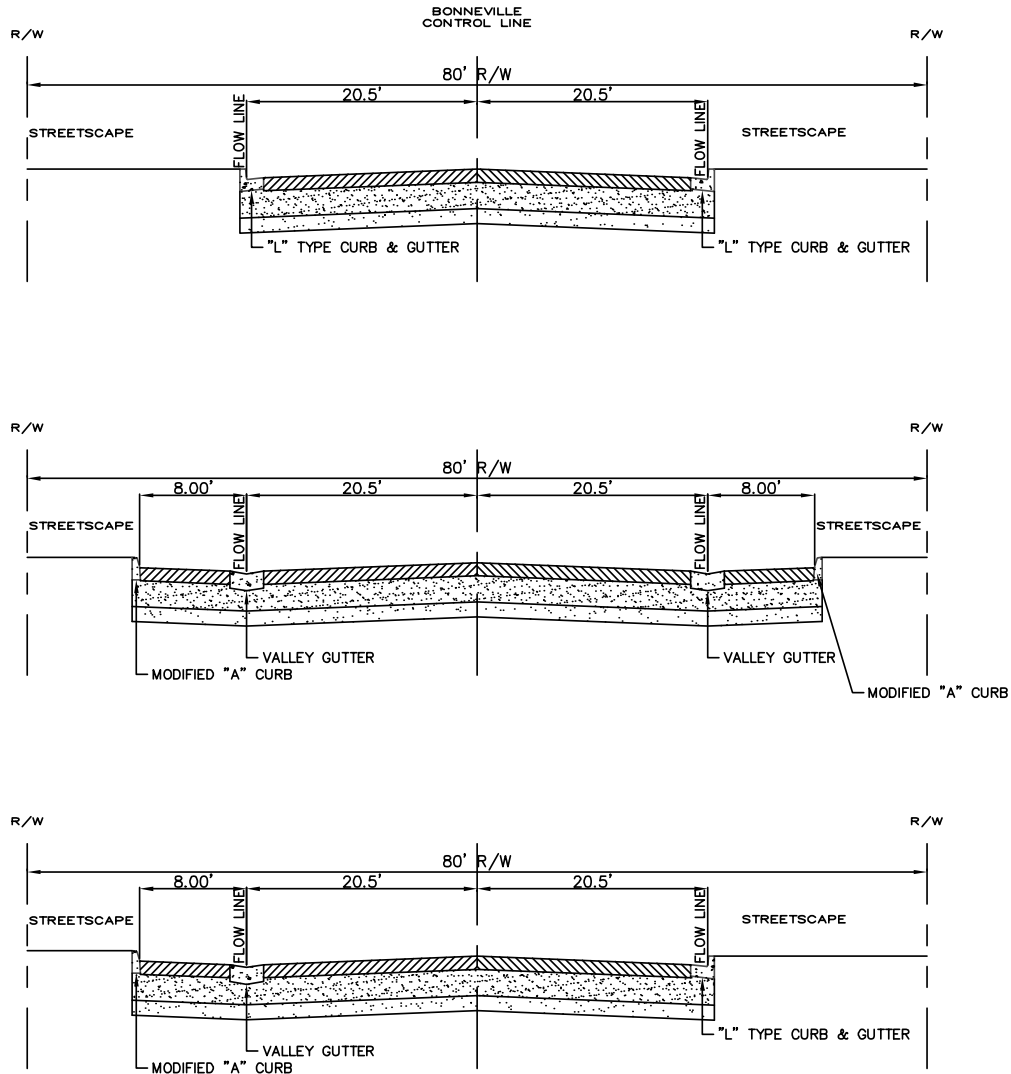 BONNEVILLE
CONTROL LINE
R/W
R/W
80' R/W
20.5'
20.5'
FLOW LINE
FLOW LINE
STREETSCAPE
STREETSCAPE
"L" TYPE CURB & GUTTER
"L" TYPE CURB & GUTTER
R/W
R/W
80' R/W
8.00'
20.5'
20.5'
8.00'
FLOW LINE
FLOW LINE
STREETSCAPE
STREETSCAPE
VALLEY GUTTER
VALLEY GUTTER
MODIFIED "A" CURB
MODIFIED "A" CURB
R/W
R/W
80' R/W
8.00'
20.5'
20.5'
FLOW LINE
FLOW LINE
STREETSCAPE
STREETSCAPE
"L" TYPE CURB & GUTTER
VALLEY GUTTER
MODIFIED "A" CURB